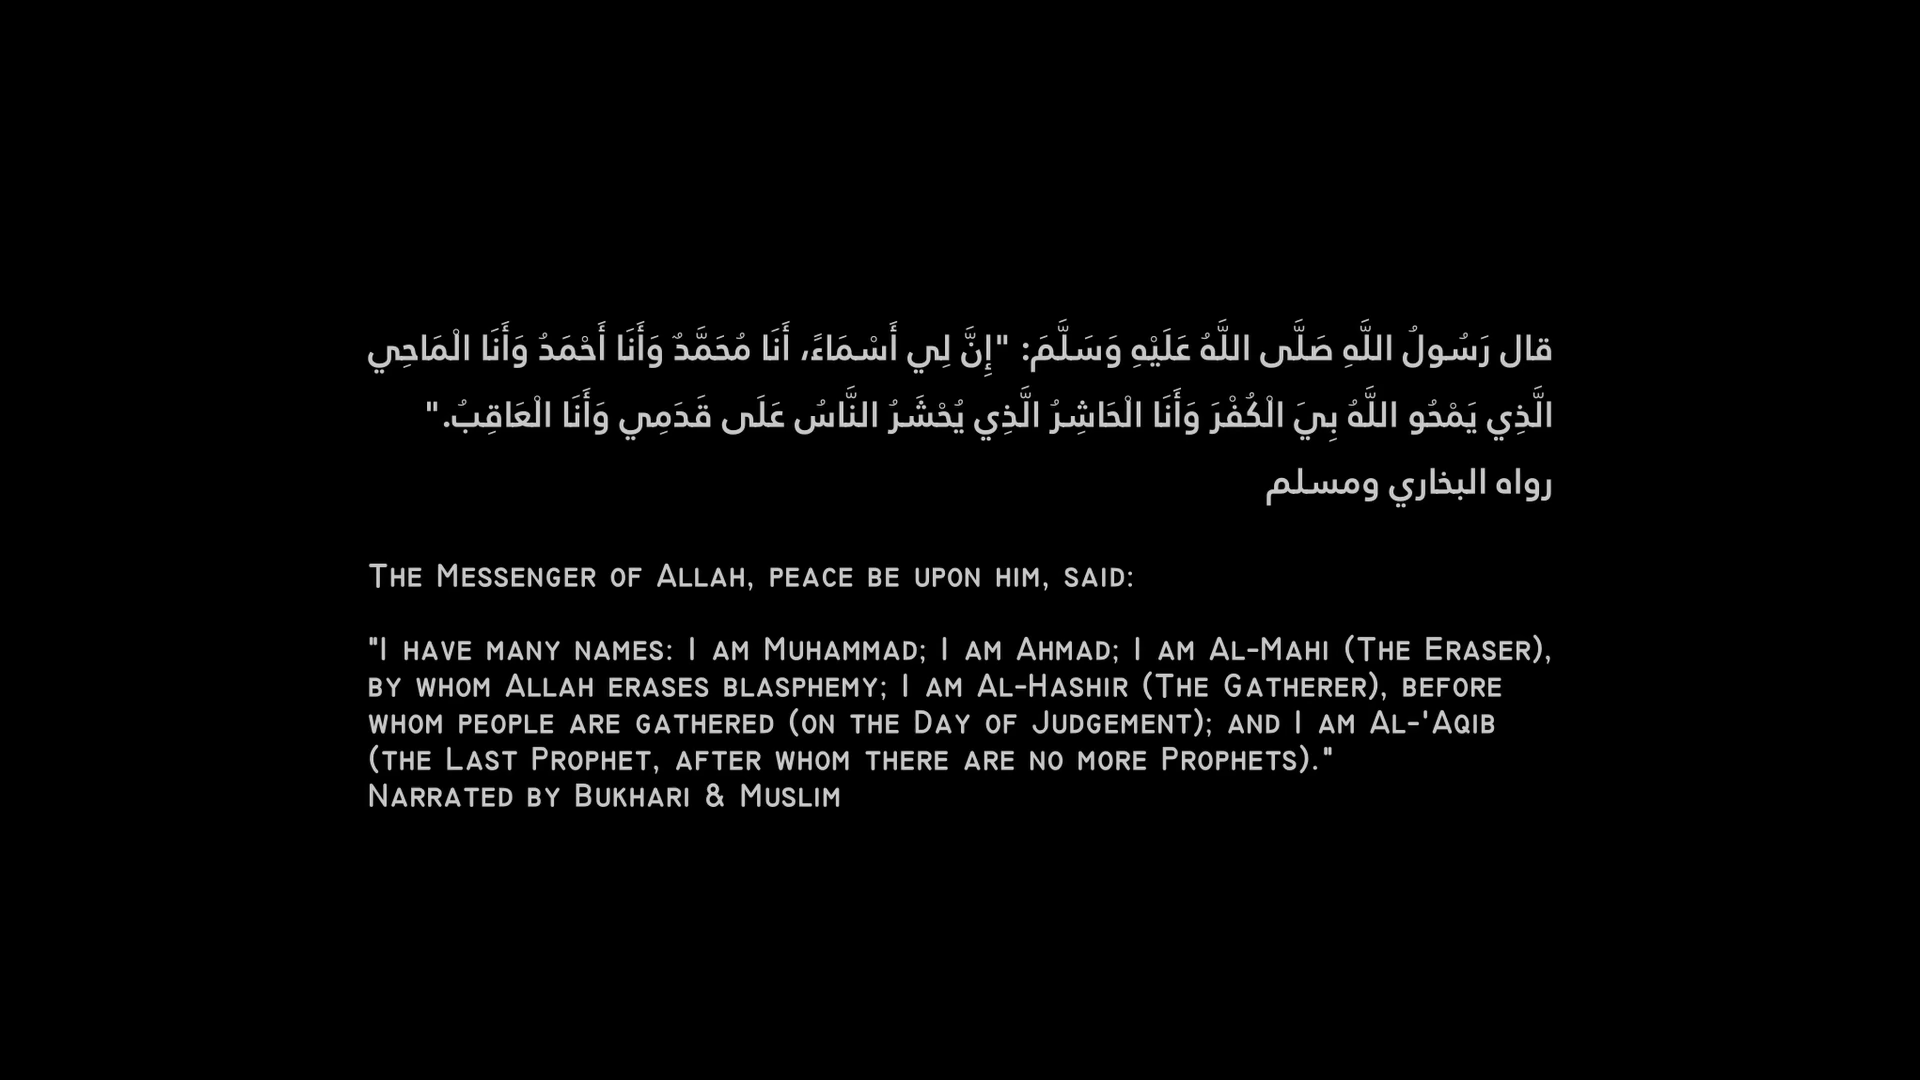 قال رَسُولُ اللَّهِ صَلَّى اللَّهُ عَلَيْهِ وَسَلَّمَ: "إِنَّ لِي أَسْمَاءً، أَنَا مُحَمَّدٌ وَأَنَا أَحْمَدُ وَأَنَا الْمَاحِي
الَّذِي يَمْحُو اللَّهُ بِيَ الْكُفْرَ وَأَنَا الْحَاشِرُ الَّذِي يُحْشَرُ النَّاسُ عَلَى قَدَمِي وَأَنَا الْعَاقِبُ."
رواه البخاري ومسلم
The Messenger of Allah, peace be upon him, said:
"I have many names: I am Muhammad; I am Ahmad; I am Al-Mahi (The Eraser),
by whom Allah erases blasphemy; I am Al-Hashir (The Gatherer), before
whom people are gathered (on the Day of Judgement); and I am Al-'Aqib
(the Last Prophet, after whom there are no more Prophets)."
Narrated by Bukhari & Muslim